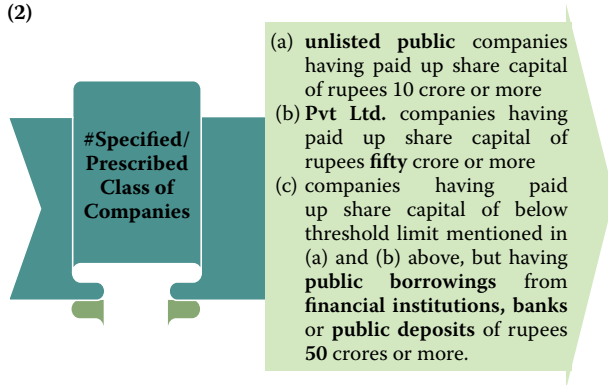 (2)
#Specified/
Prescribed
Class of
Companies
(a) unlisted public companies
having paid up share capital
of rupees 10 crore or more
(b) Pvt Ltd. companies having
paid up share capital of
rupees fifty crore or more
(c) companies having paid
up share capital of below
threshold limit mentioned in
(a) and (b) above, but having
public borrowings from
financial institutions, banks
or public deposits of rupees
50 crores or more.